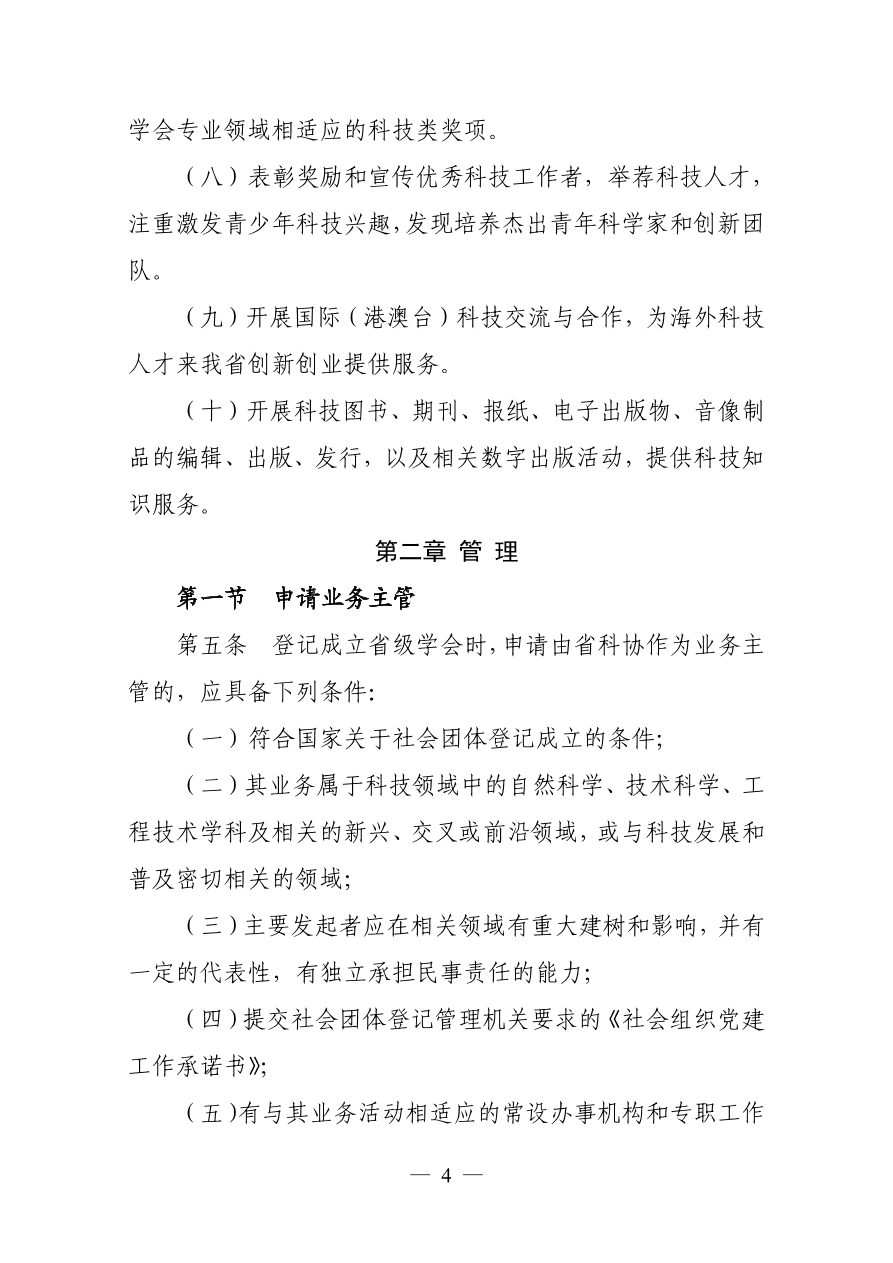 学会专业领域相适应的科技类奖项。
（八）表彰奖励和宣传优秀科技工作者，举荐科技人才，
注重激发青少年科技兴趣，发现培养杰出青年科学家和创新团
队。
（九）开展国际（港澳台）科技交流与合作，为海外科技
人才来我省创新创业提供服务。
（十）开展科技图书、期刊、报纸、电子出版物、音像制
品的编辑、出版、发行，以及相关数字出版活动，提供科技知
识服务。
第二章 管 理
第一节　申请业务主管
第五条　登记成立省级学会时，申请由省科协作为业务主
管的，应具备下列条件：
（一）符合国家关于社会团体登记成立的条件；
（二）其业务属于科技领域中的自然科学、技术科学、工
程技术学科及相关的新兴、交叉或前沿领域，或与科技发展和
普及密切相关的领域；
（三）主要发起者应在相关领域有重大建树和影响，并有
一定的代表性，有独立承担民事责任的能力；
（四）提交社会团体登记管理机关要求的《社会组织党建
工作承诺书》；
（五）有与其业务活动相适应的常设办事机构和专职工作
— 4 —